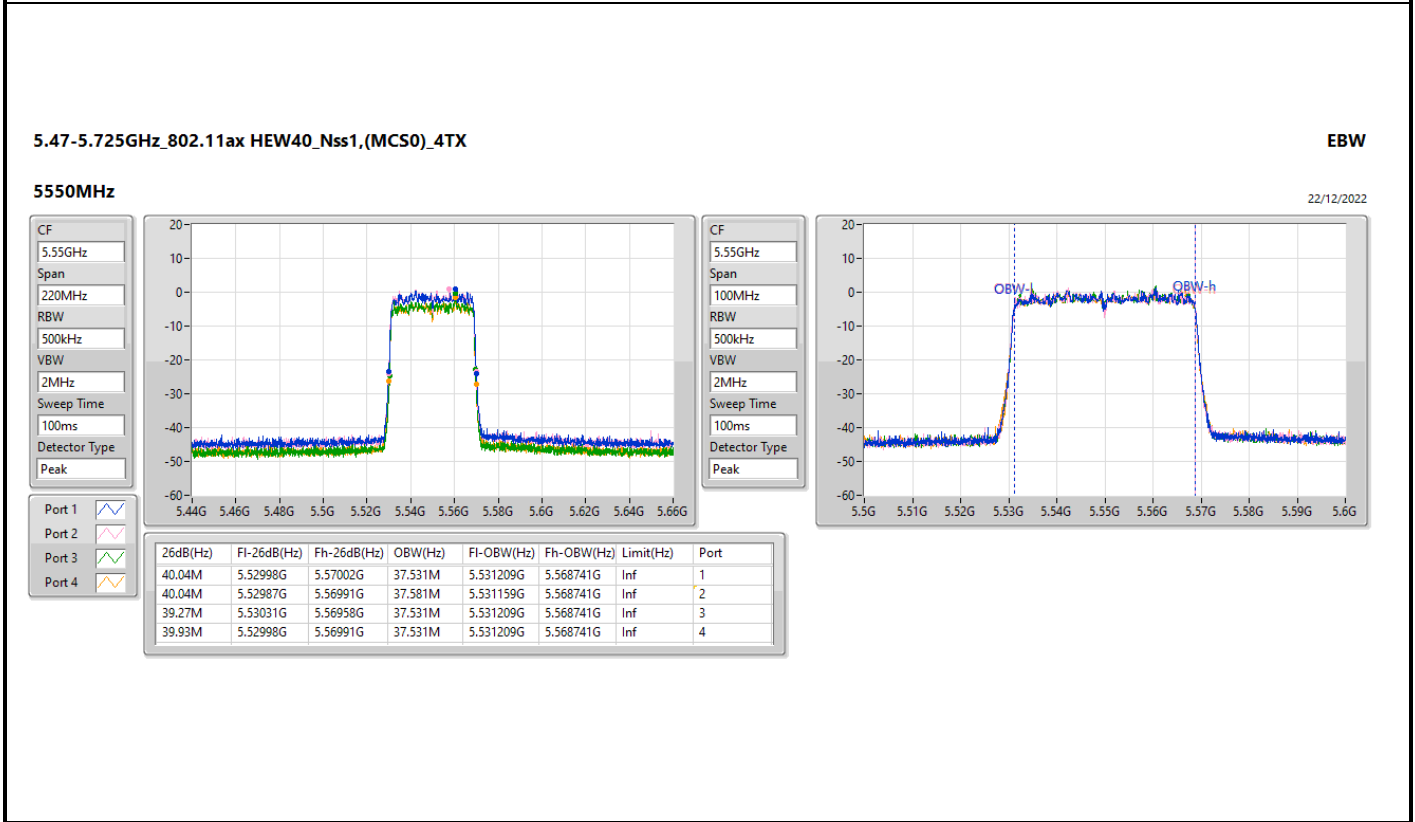 5.47-5.725GHz_802.11ax HEW40_Nss1,(MCS0)_4TX
EBW
5550MHz
22/12/2022
CF
5.55GHz
Span
220MHz
RBW
500kHz
VBW
2MHz
Sweep Time
100ms
Detector Type
Peak
Port 1
Port 2
Port 3
Port 4
20
10
0
-10
-20
-30
-40
-50
-60
5.44G 5.46G 5.48G 5.5G 5.52G 5.54G 5.56G 5.58G 5.6G 5.62G 5.64G 5.66G
CF
5.55GHz
Span
100MHz
RBW
500kHz
VBW
2MHz
Sweep Time
100ms
Detector Type
Peak
20
10
0
-10
-20
-30
-40
-50
-60
OBW-l
OBW-h
5.5G 5.51G 5.52G 5.53G 5.54G 5.55G 5.56G 5.57G 5.58G 5.59G 5.6G
26dB(Hz) Fl-26dB(Hz) Fh-26dB(Hz) OBW(Hz) Fl-OBW(Hz) Fh-OBW(Hz) Limit(Hz) Port
40.04M 5.52998G 5.57002G 37.531M 5.531209G 5.568741G Inf 1
40.04M 5.52987G 5.56991G 37.581M 5.531159G 5.568741G Inf 2
39.27M 5.53031G 5.56958G 37.531M 5.531209G 5.568741G Inf 3
39.93M 5.52998G 5.56991G 37.531M 5.531209G 5.568741G Inf 4